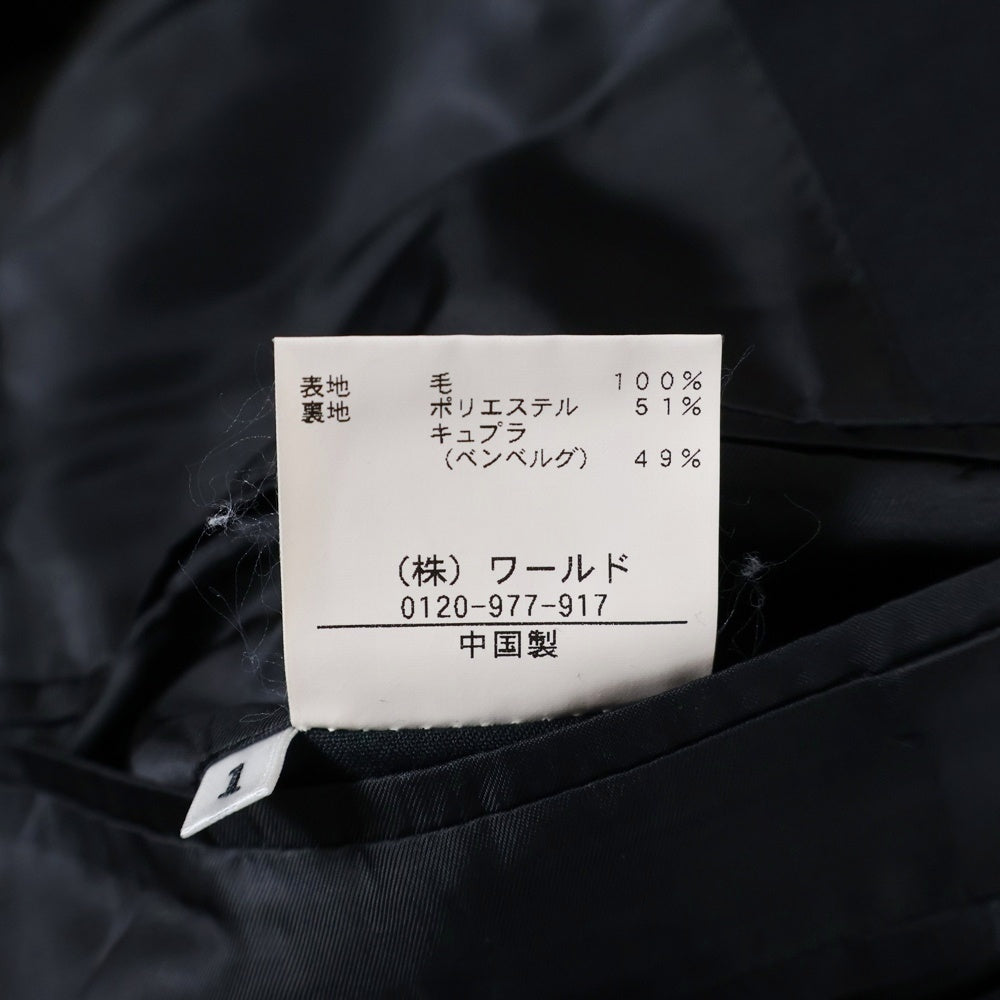 表地 毛 100%
裏地 ポリエステル 51%
キュプラ
(ベンベルグ) 49%
(株) ワールド
0120-977-917
中国製
1